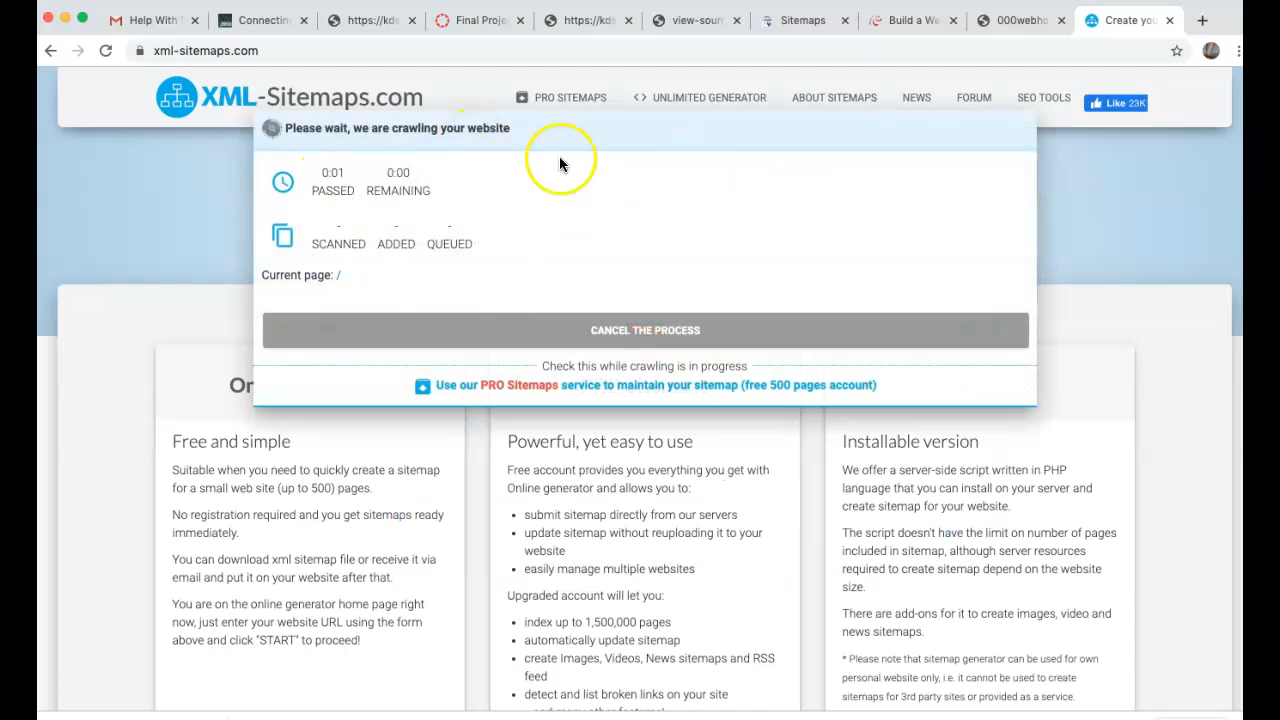 Help With
Connecting
https://kds
Final Proje
https://kds
view-sour
Sitemaps
Build a We
000webho
Create you
xml-sitemaps.com
XML-Sitemaps.com
PRO SITEMAPS
UNLIMITED GENERATOR
ABOUT SITEMAPS
NEWS
FORUM
SEO TOOLS
Like 23K
Please wait, we are crawling your website
0:01 0:00
PASSED REMAINING
- - -
SCANNED ADDED QUEUED
Current page: /
CANCEL THE PROCESS
Check this while crawling is in progress
Use our PRO Sitemaps service to maintain your sitemap (free 500 pages account)
Free and simple
Suitable when you need to quickly create a sitemap
for a small web site (up to 500) pages.
No registration required and you get sitemaps ready
immediately.
You can download xml sitemap file or receive it via
email and put it on your website after that.
You are on the online generator home page right
now, just enter your website URL using the form
above and click "START" to proceed!
Powerful, yet easy to use
Free account provides you everything you get with
Online generator and allows you to:
• submit sitemap directly from our servers
• update sitemap without reuploading it to your
website
• easily manage multiple websites
Upgraded account will let you:
• index up to 1,500,000 pages
• automatically update sitemap
• create Images, Videos, News sitemaps and RSS
feed
• detect and list broken links on your site
Installable version
We offer a server-side script written in PHP
language that you can install on your server and
create sitemap for your website.
The script doesn't have the limit on number of pages
included in sitemap, although server resources
required to create sitemap depend on the website
size.
There are add-ons for it to create images, video and
news sitemaps.
* Please note that sitemap generator can be used for own
personal website only, i.e. it cannot be used to create
sitemaps for 3rd party sites or provided as a service.